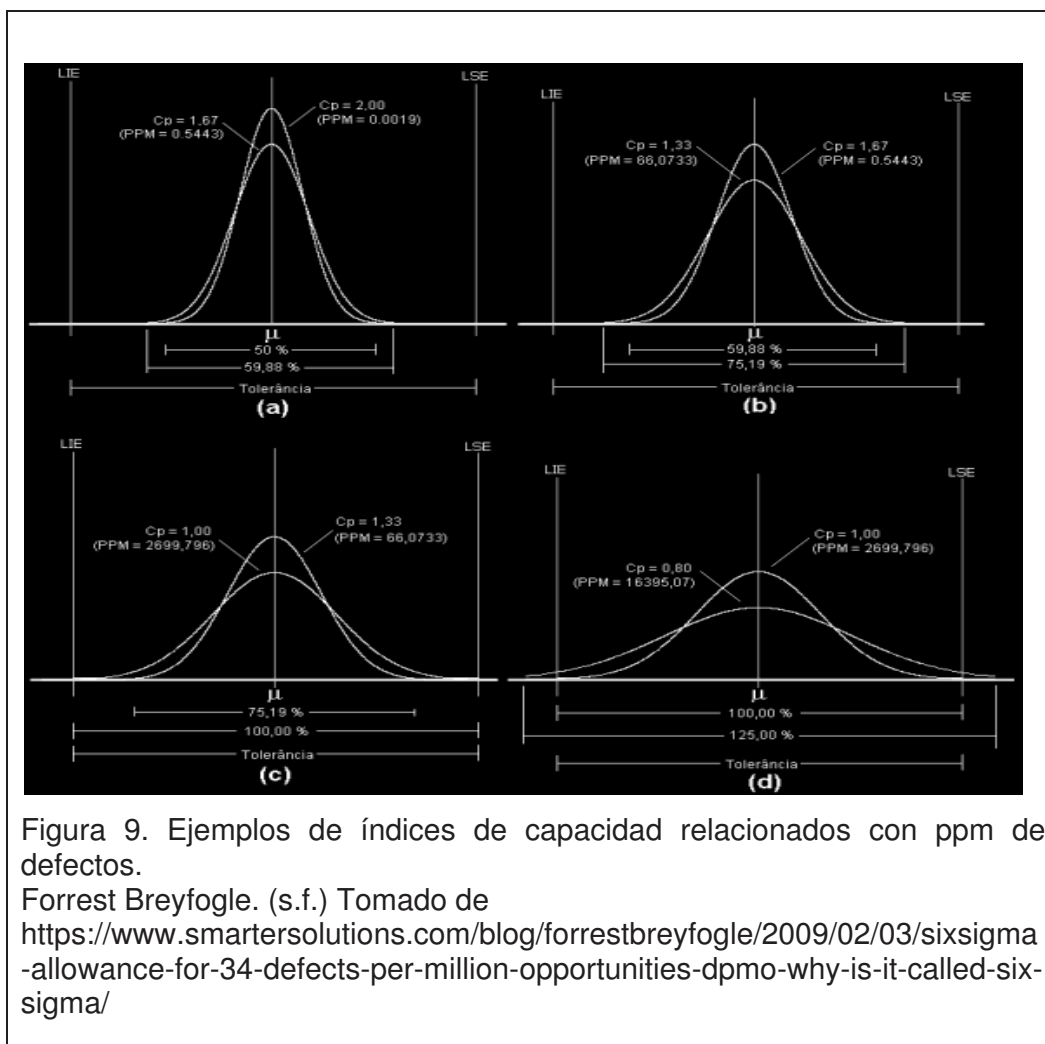 LIE
LSE
Cp = 1,67
(PPM = 0.5443)
Cp = 2,00
(PPM = 0.0019)
μ
50 %
59,88 %
Tolerância
(a)
LIE
LSE
Cp = 1,33
(PPM = 66,0733)
Cp = 1,67
(PPM = 0.5443)
μ
59,88 %
75,19 %
Tolerância
(b)
LIE
LSE
Cp = 1,00
(PPM = 2699,796)
Cp = 1,33
(PPM = 66,0733)
μ
75,19 %
100,00 %
Tolerância
(c)
LIE
LSE
Cp = 0,80
(PPM = 16395,07)
Cp = 1,00
(PPM = 2699,796)
μ
100,00 %
125,00 %
Tolerância
(d)
Figura 9. Ejemplos de índices de capacidad relacionados con ppm de
defectos.
Forrest Breyfogle. (s.f.) Tomado de
https://www.smartersolutions.com/blog/forrestbreyfogle/2009/02/03/sixsigma
-allowance-for-34-defects-per-million-opportunities-dpmo-why-is-it-called-six-
sigma/